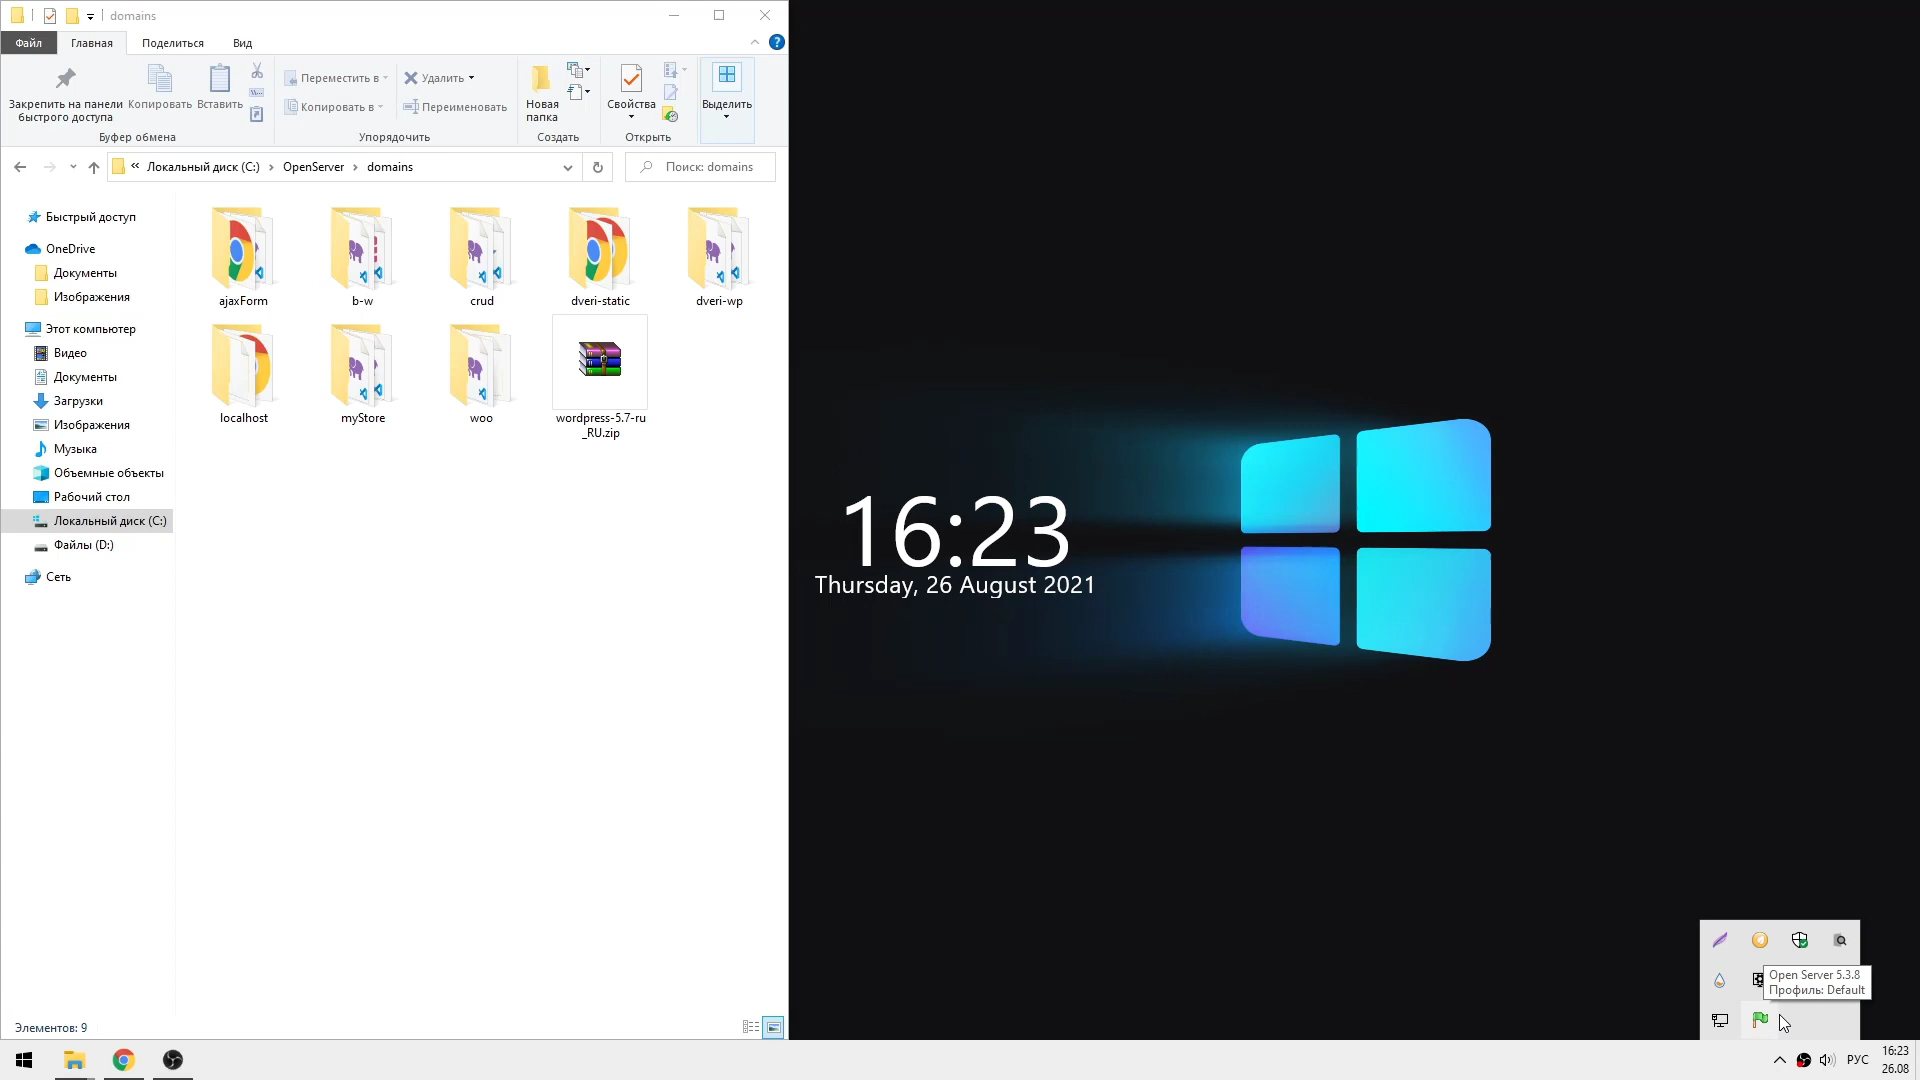 domains
Файл
Главная
Поделиться
Вид
Закрепить на панели
быстрого доступа
Копировать
Вставить
Переместить в
Копировать в
Удалить
Переименовать
Новая
папка
Свойства
Выделить
Буфер обмена
Упорядочить
Создать
Открыть
« Локальный диск (C:) › OpenServer › domains
Поиск: domains
Быстрый доступ
OneDrive
Документы
Изображения
Этот компьютер
Видео
Документы
Загрузки
Изображения
Музыка
Объемные объекты
Рабочий стол
Локальный диск (C:)
Файлы (D:)
Сеть
ajaxForm
b-w
crud
dveri-static
dveri-wp
localhost
myStore
woo
wordpress-5.7-ru
_RU.zip
Элементов: 9
16:23
Thursday, 26 August 2021
Open Server 5.3.8
Профиль: Default
РУС
16:23
26.08